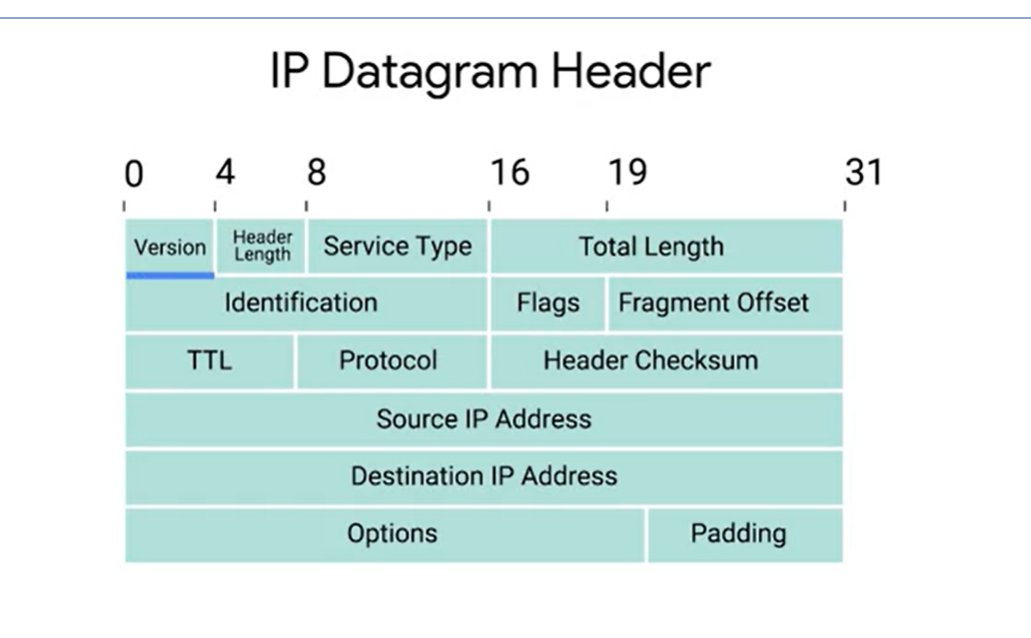 IP Datagram Header
0 4 8 16 19 31
Version Header Length Service Type Total Length
Identification Flags Fragment Offset
TTL Protocol Header Checksum
Source IP Address
Destination IP Address
Options Padding